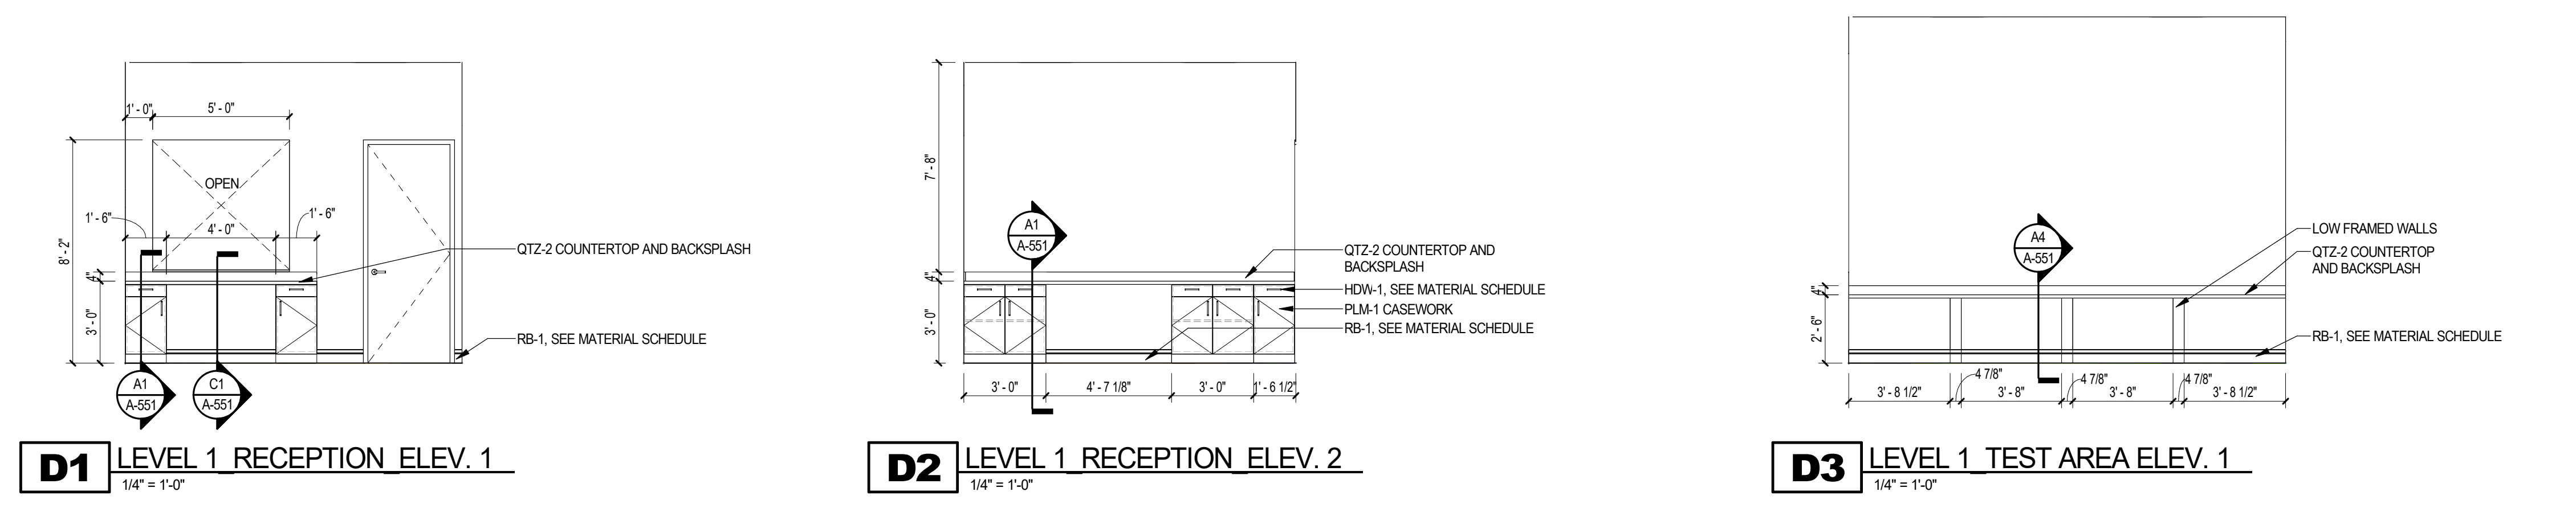 1' - 0"
5' - 0"
8' - 2"
OPEN
1' - 6"
4' - 0"
1' - 6"
4"
3' - 0"
QTZ-2 COUNTERTOP AND BACKSPLASH
RB-1, SEE MATERIAL SCHEDULE
A1
A-551
C1
A-551
D1
LEVEL 1_RECEPTION_ELEV. 1
1/4" = 1'-0"
7' - 8"
4"
3' - 0"
A1
A-551
QTZ-2 COUNTERTOP AND
BACKSPLASH
HDW-1, SEE MATERIAL SCHEDULE
PLM-1 CASEWORK
RB-1, SEE MATERIAL SCHEDULE
3' - 0"
4' - 7 1/8"
3' - 0"
1' - 6 1/2"
D2
LEVEL 1_RECEPTION_ELEV. 2
1/4" = 1'-0"
A4
A-551
4"
2' - 6"
LOW FRAMED WALLS
QTZ-2 COUNTERTOP
AND BACKSPLASH
RB-1, SEE MATERIAL SCHEDULE
3' - 8 1/2"
4 7/8"
3' - 8"
4 7/8"
3' - 8"
4 7/8"
3' - 8 1/2"
D3
LEVEL 1_TEST AREA ELEV. 1
1/4" = 1'-0"